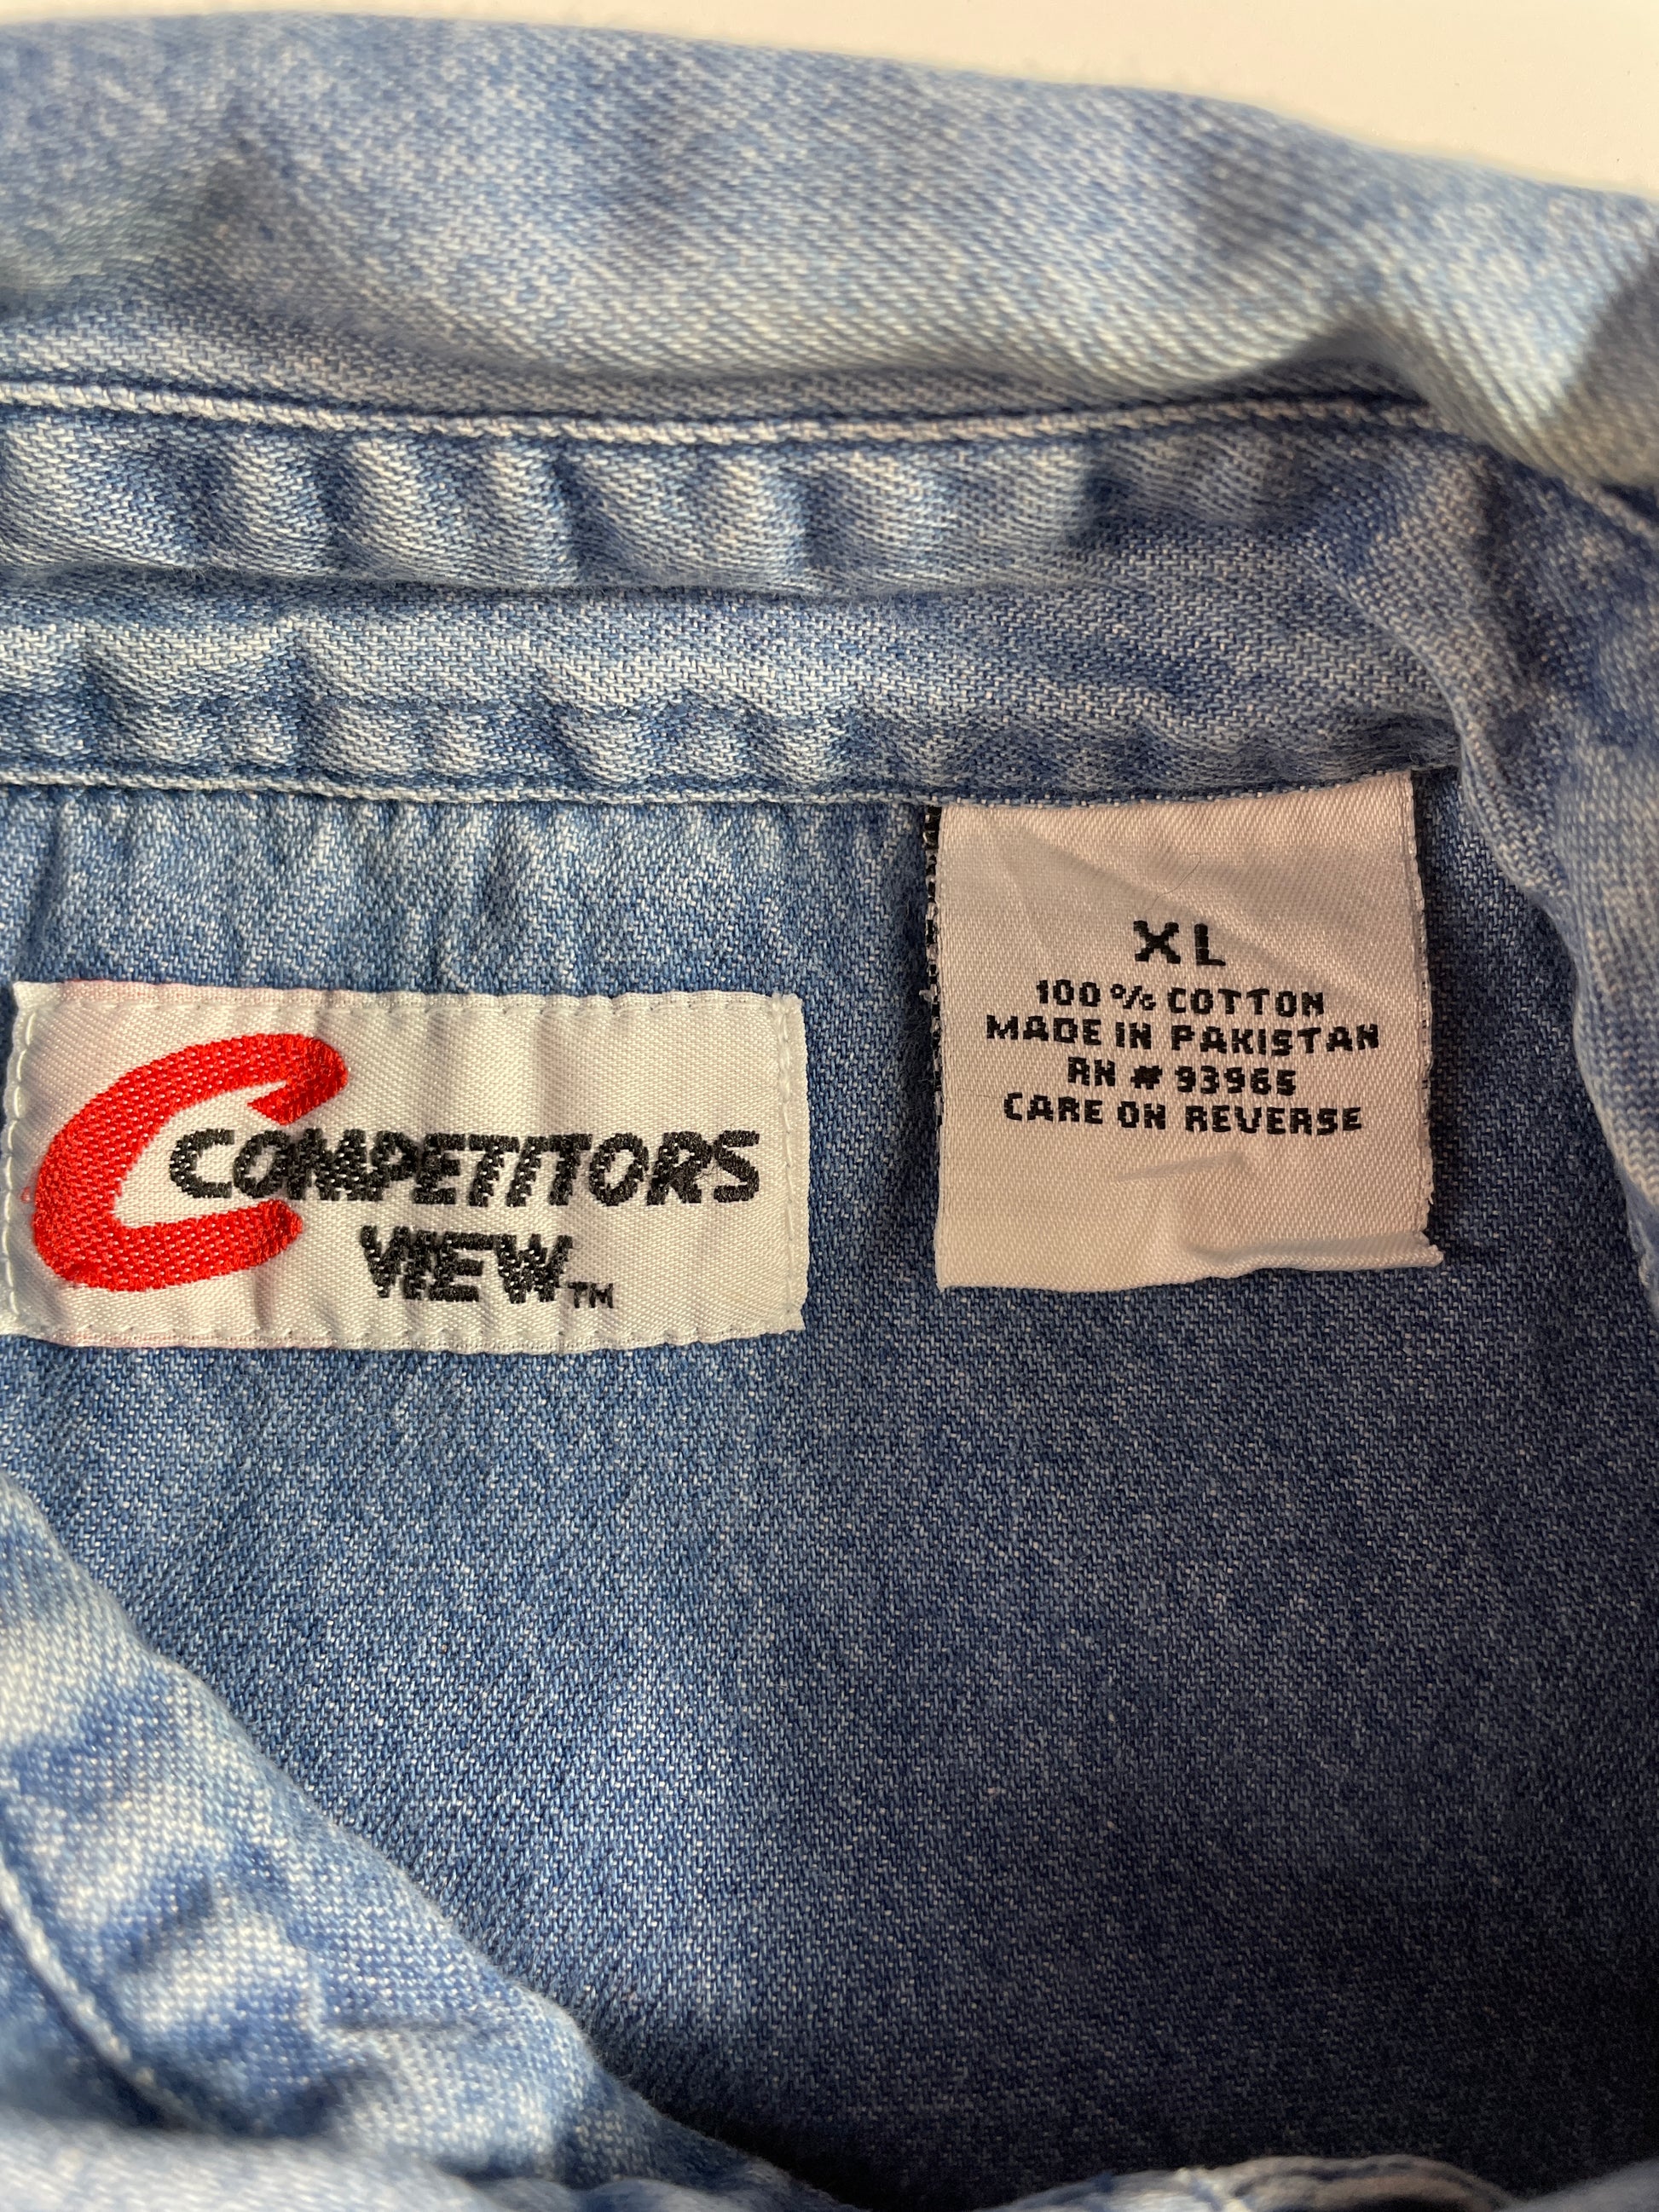 COMPETITORS
VIEW™
XL
100% COTTON
MADE IN PAKISTAN
RN # 93965
CARE ON REVERSE